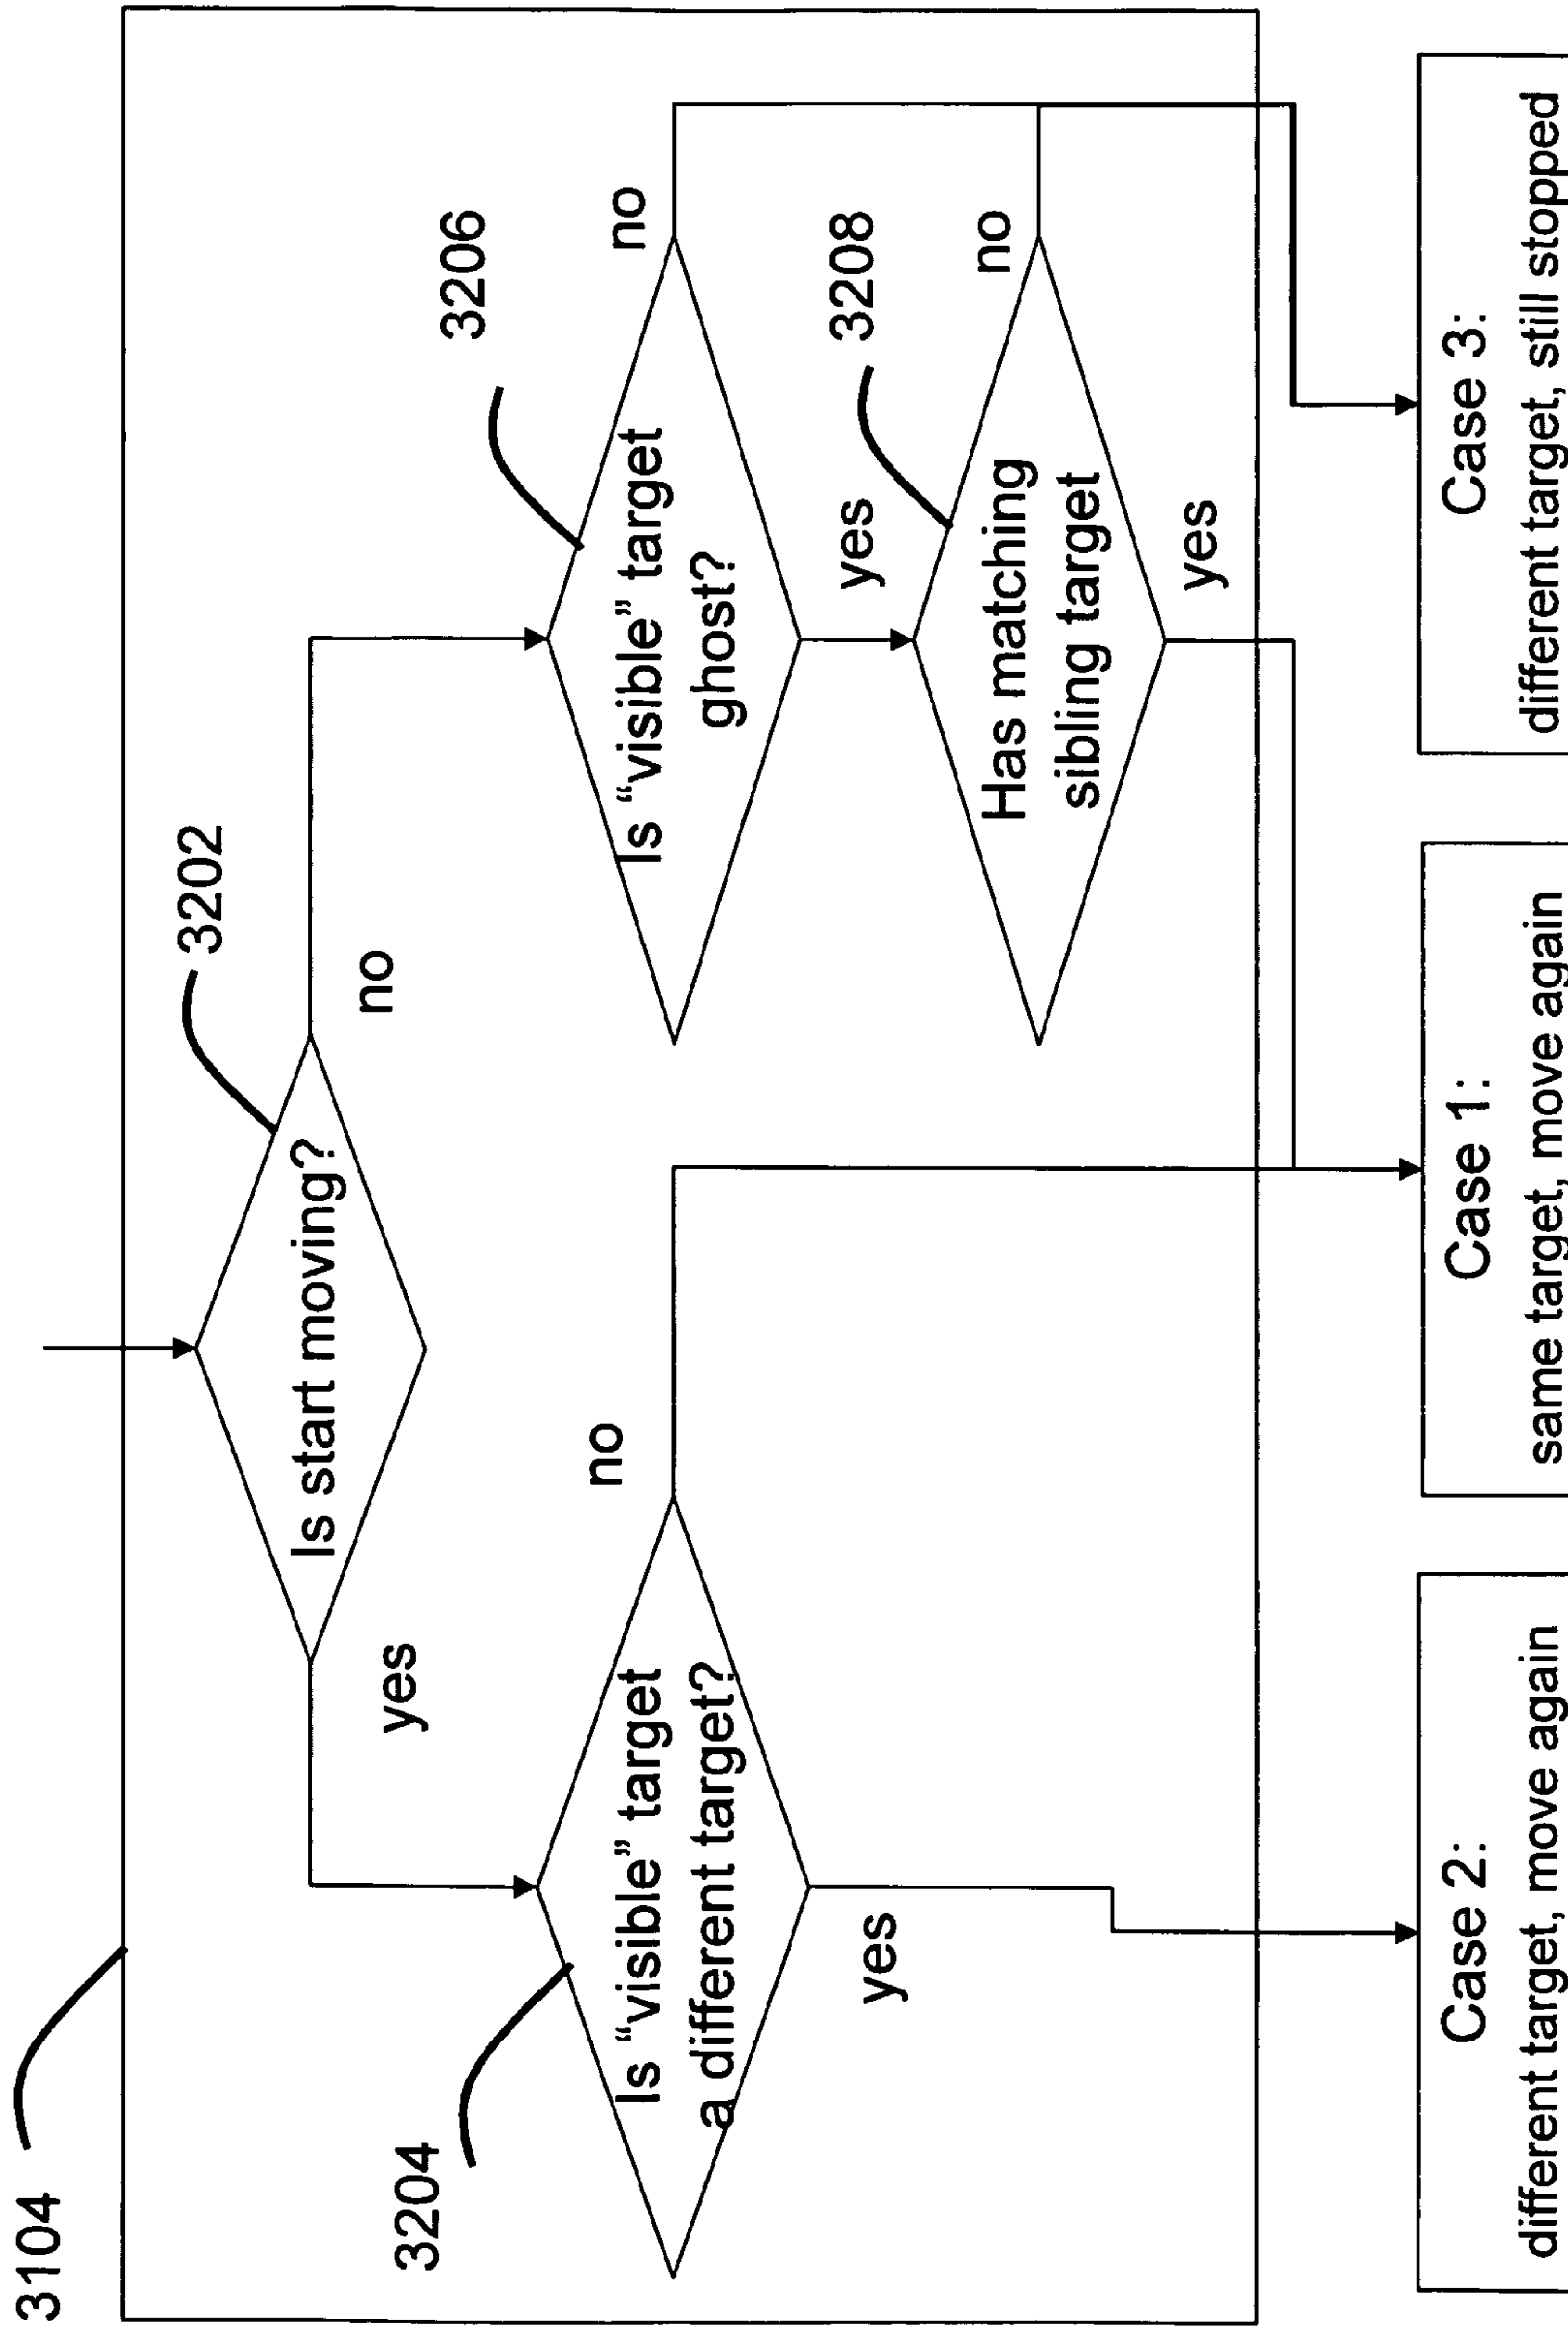 3104
3202
Is start moving?
yes
no
3204
Is “visible” target
a different target?
no
yes
3206
Is “visible” target
ghost?
no
yes
3208
Has matching
sibling target
no
yes
Case 2:
different target, move again
Case 1:
same target, move again
Case 3:
different target, still stopped